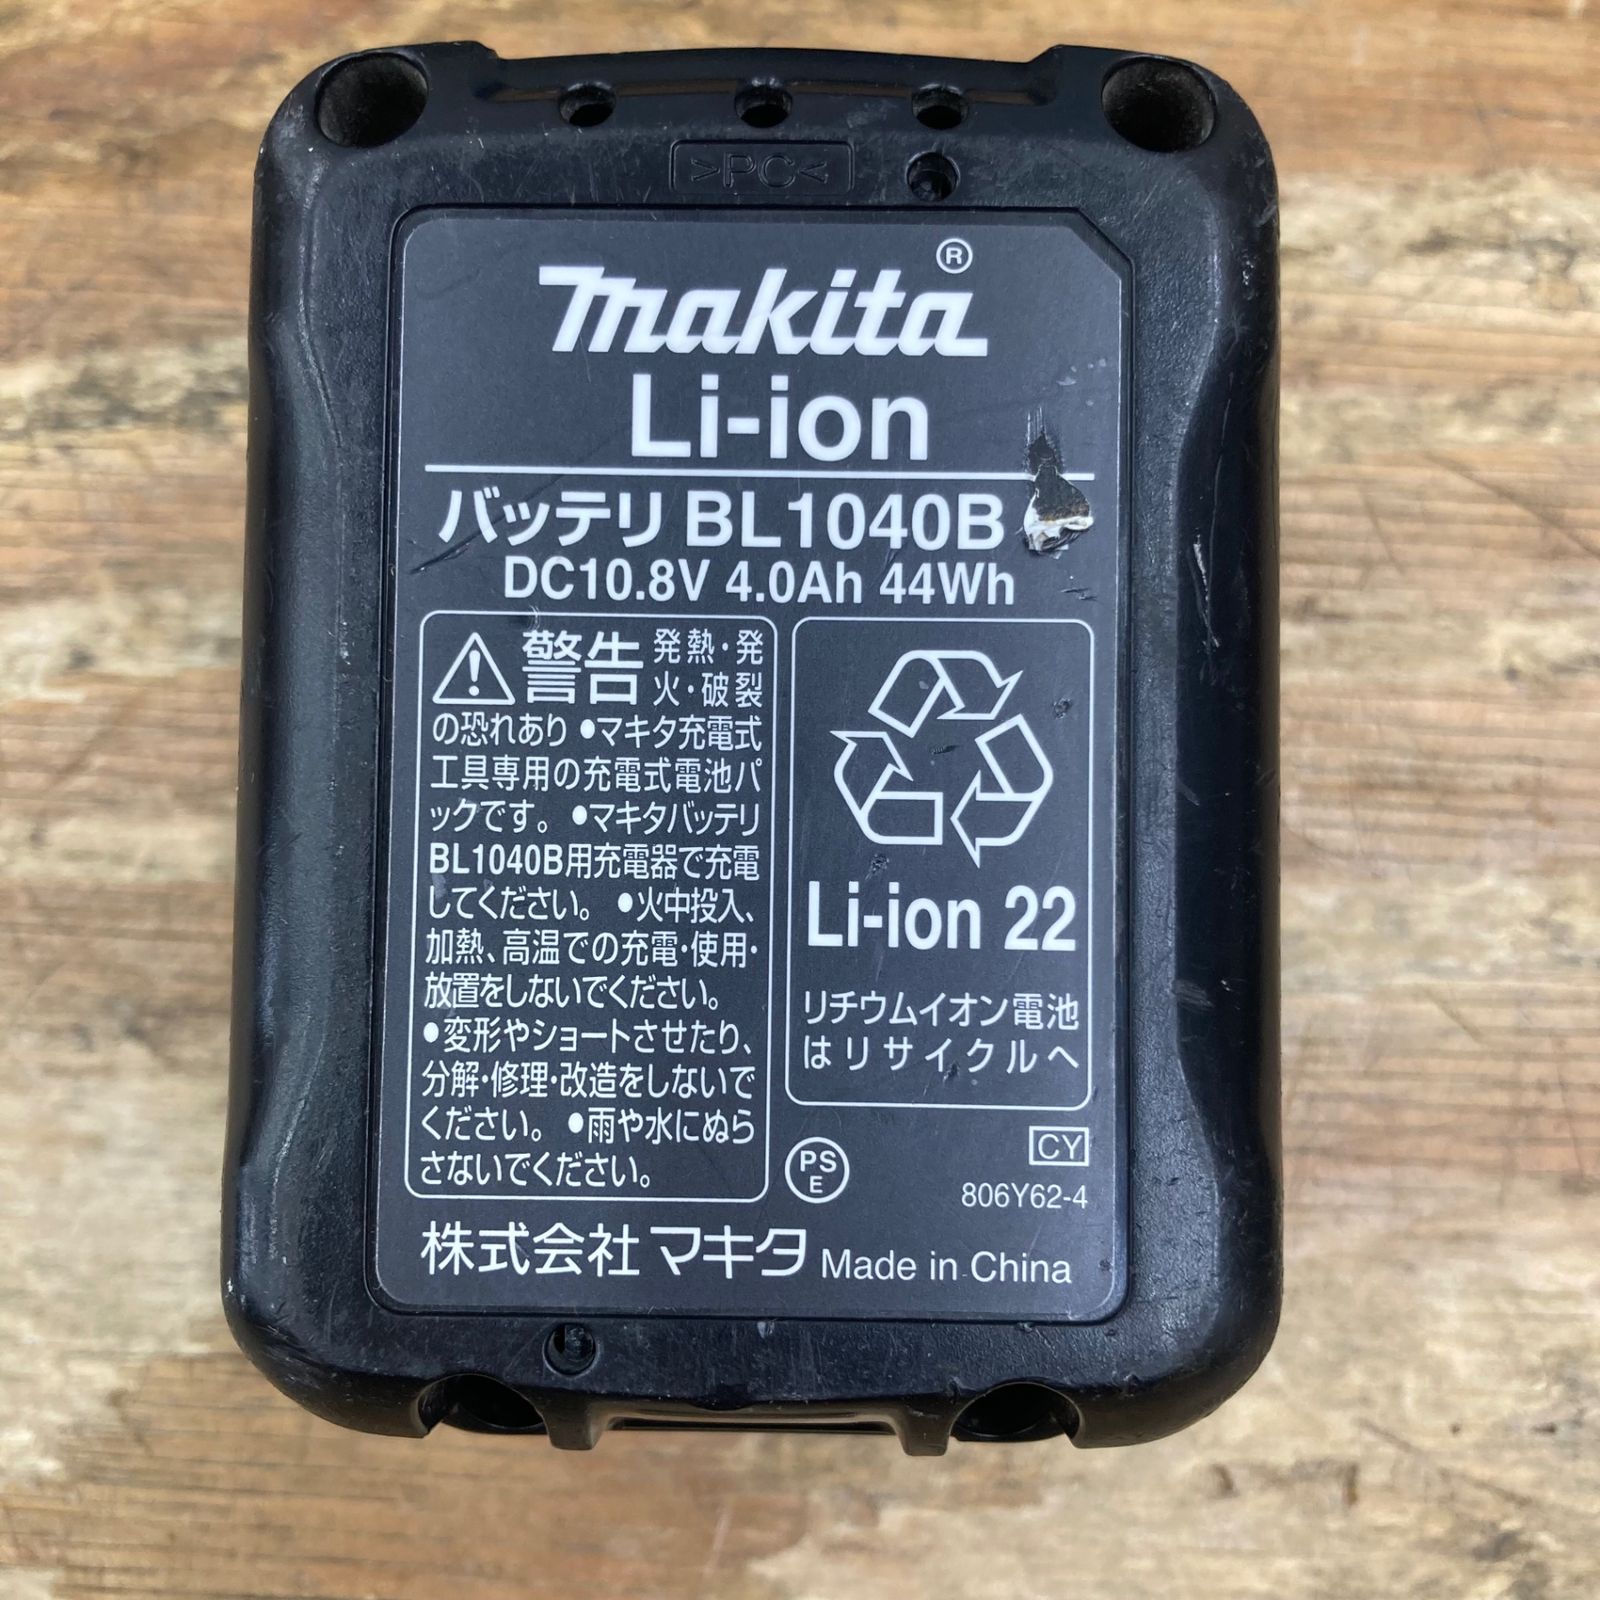 >PC<
makita®
Li-ion
バッテリ BL1040B
DC10.8V 4.0Ah 44Wh
警告 発熱・発
火・破裂
の恐れあり ●マキタ充電式
工具専用の充電式電池パ
ックです。 ●マキタバッテリ
BL1040B用充電器で充電
してください。 ●火中投入、
加熱、高温での充電・使用・
放置をしないでください。
●変形やショートさせたり、
分解・修理・改造をしないで
ください。 ●雨や水にぬら
さないでください。
Li-ion 22
リチウムイオン電池
はリサイクルへ
PS
E
CY
806Y62-4
株式会社マキタ Made in China